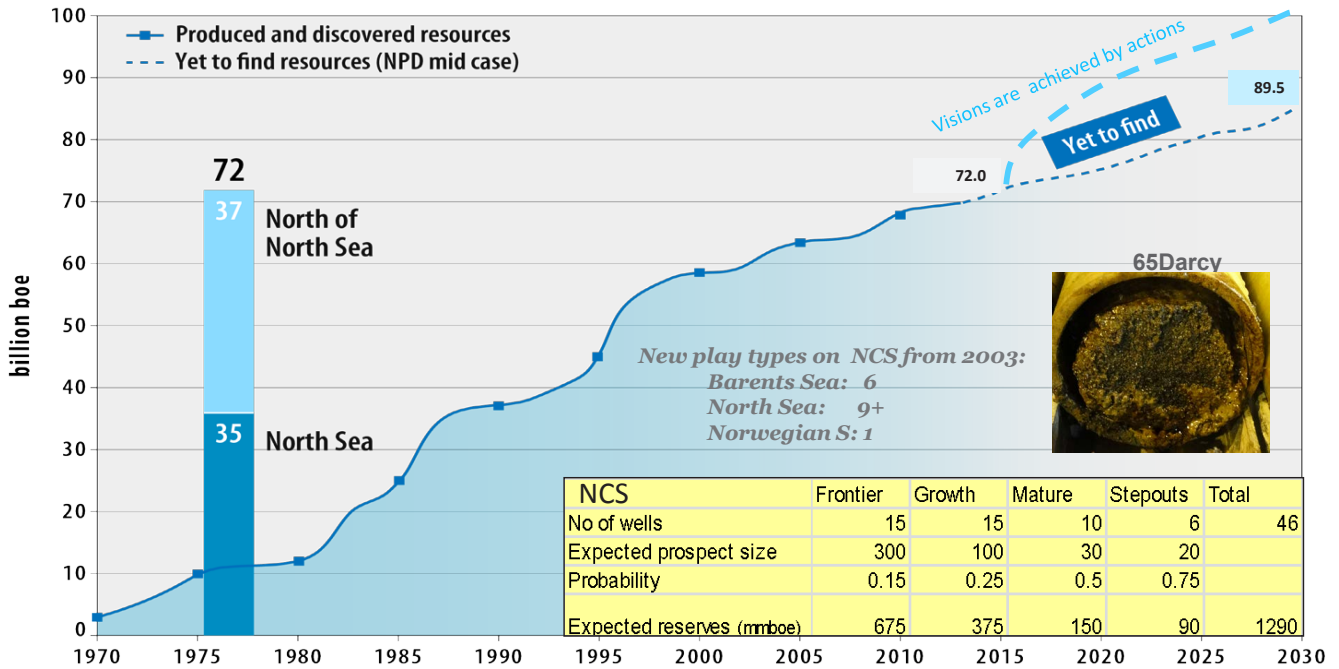 100
Produced and discovered resources
Yet to find resources (NPD mid case)
Visions are achieved by actions
90
89.5
80
Yet to find
72
72.0
70
37
North of
North Sea
60
65Darcy
50
billion boe
New play types on NCS from 2003:
Barents Sea: 6
North Sea: 9+
Norwegian S: 1
40
35
North Sea
30
NCS Frontier Growth Mature Stepouts Total
No of wells 15 15 10 6 46
Expected prospect size 300 100 30 20
Probability 0.15 0.25 0.5 0.75
Expected reserves (mmboe) 675 375 150 90 1290
20
10
0
1970 1975 1980 1985 1990 1995 2000 2005 2010 2015 2020 2025 2030